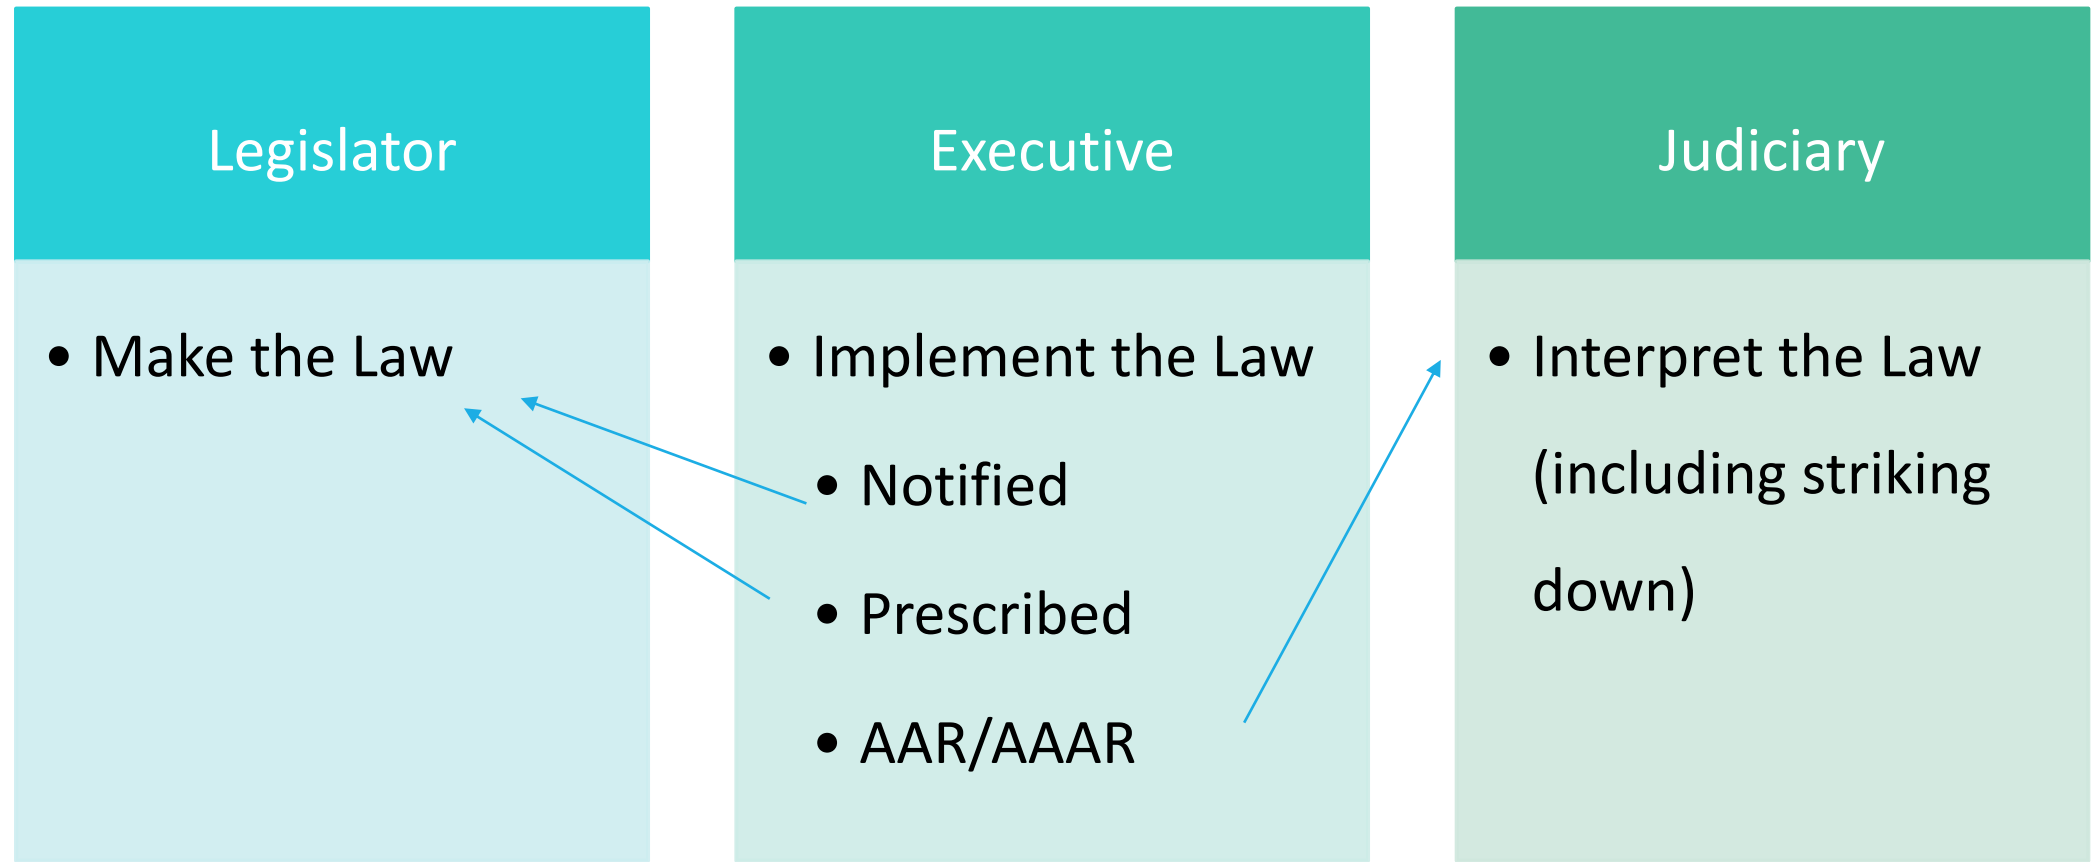 Legislator
• Make the Law
Executive
• Implement the Law
• Notified
• Prescribed
• AAR/AAAR
Judiciary
• Interpret the Law
(including striking
down)